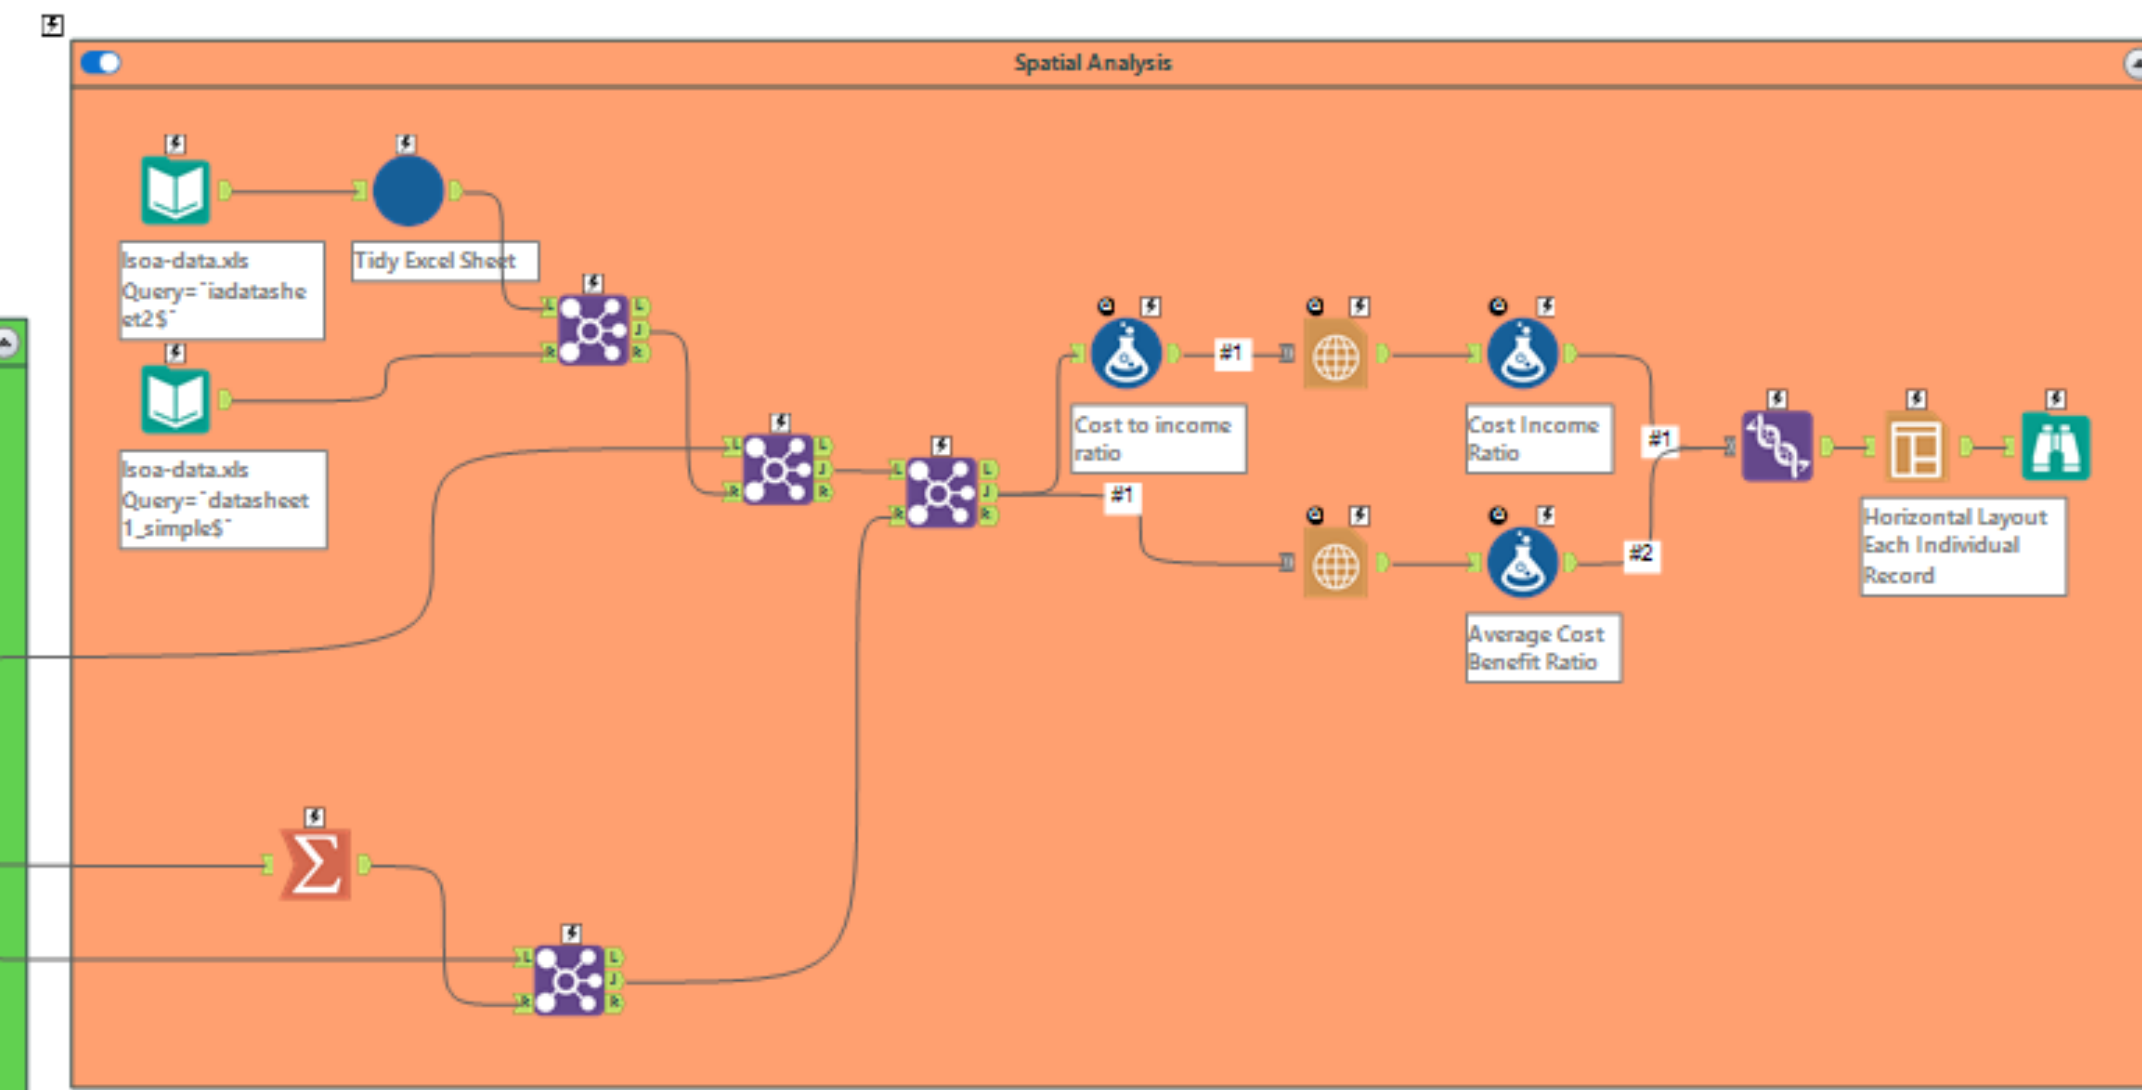 Spatial Analysis
lsoa-data.xls
Query=`iadatashe
et2$`
Tidy Excel Sheet
L
R
L
J
R
lsoa-data.xls
Query=`datasheet
1_simple$`
L
R
L
J
R
L
R
L
J
R
Cost to income
ratio
#1
Cost Income
Ratio
#1
#1
#2
Average Cost
Benefit Ratio
Horizontal Layout
Each Individual
Record
Σ
L
R
L
J
R